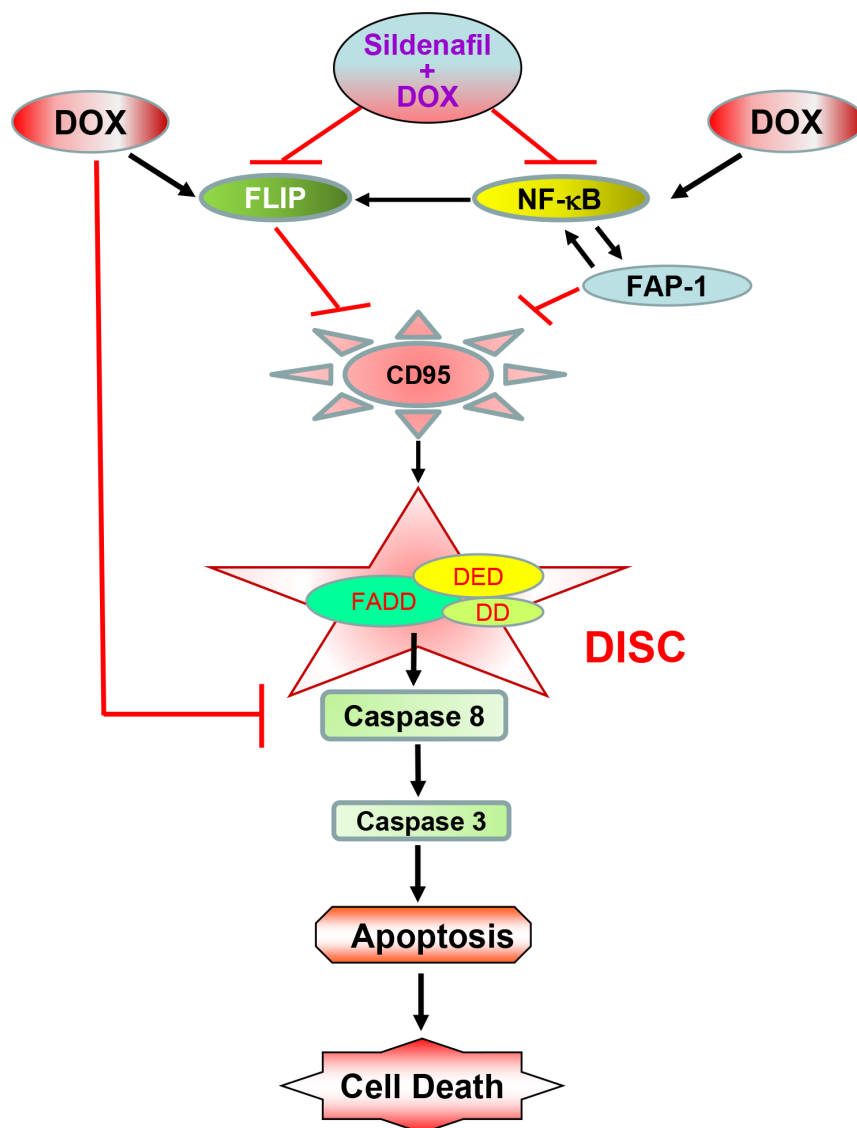 Sildenafil
+
DOX
DOX
DOX
FLIP
NF-κB
FAP-1
CD95
DED
FADD
DD
DISC
Caspase 8
Caspase 3
Apoptosis
Cell Death